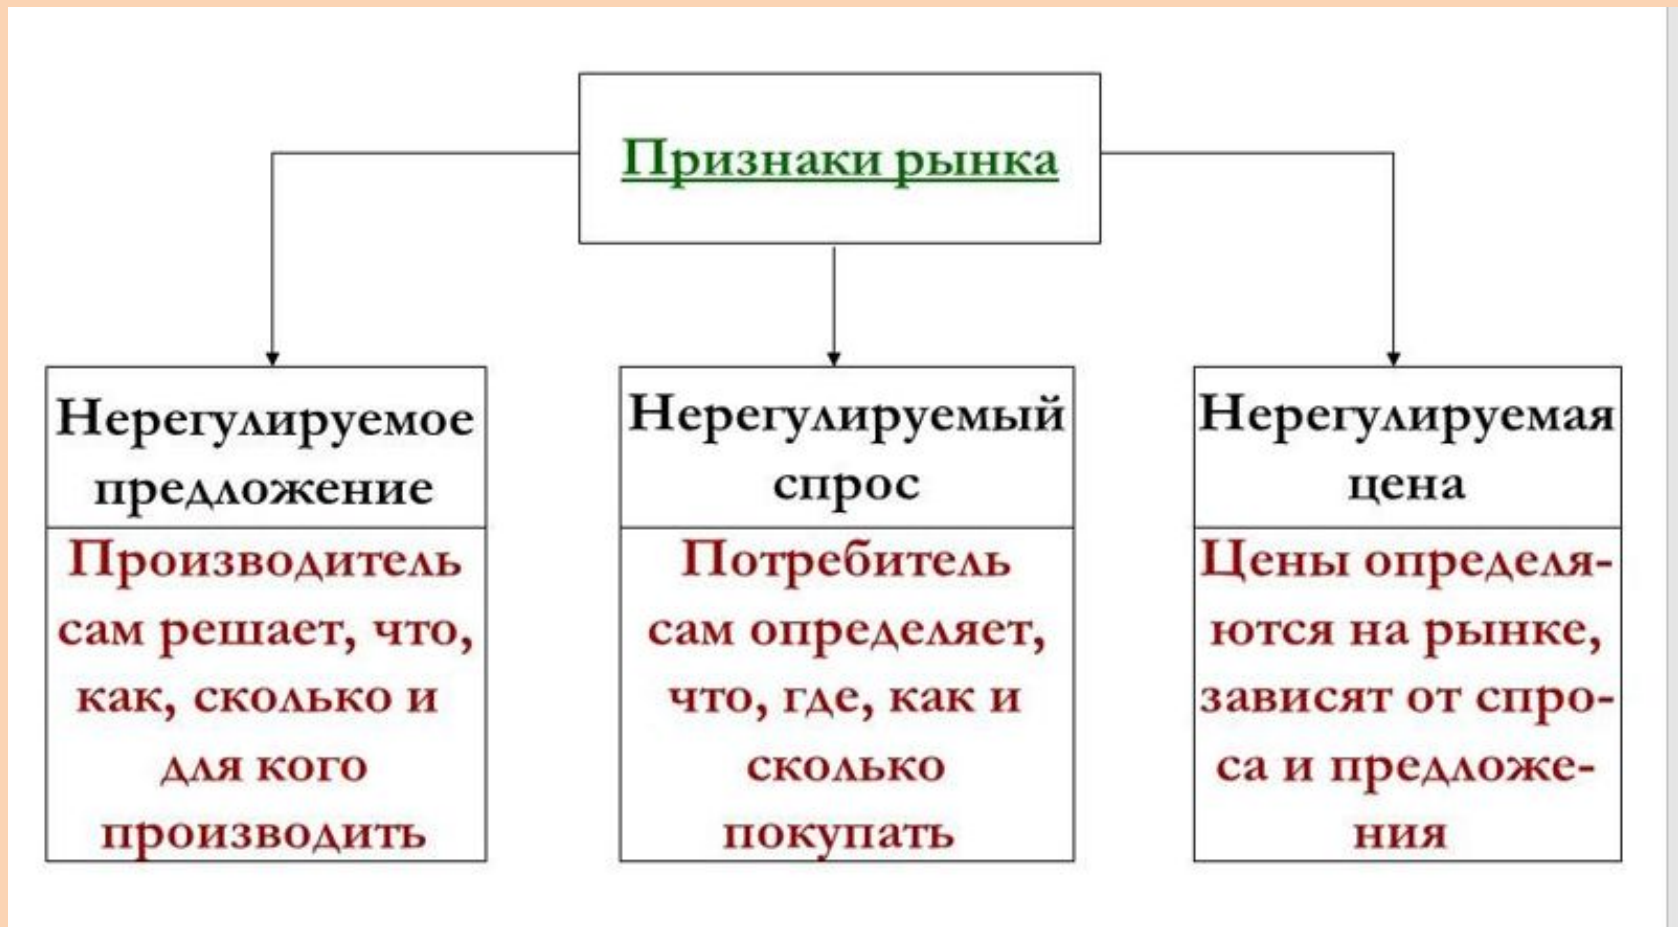 Признаки рынка
Нерегулируемое
предложение
Производитель
сам решает, что,
как, сколько и
для кого
производить
Нерегулируемый
спрос
Потребитель
сам определяет,
что, где, как и
сколько
покупать
Нерегулируемая
цена
Цены определя-
ются на рынке,
зависят от спро-
са и предложе-
ния